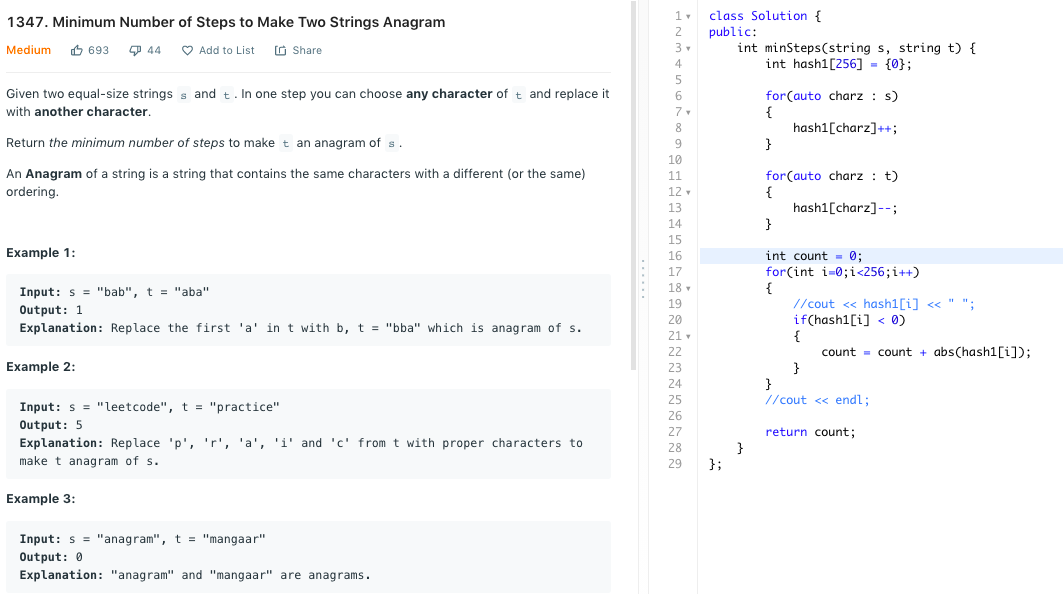 1347. Minimum Number of Steps to Make Two Strings Anagram
Medium 693 44 Add to List Share
Given two equal-size strings s and t . In one step you can choose any character of t and replace it
with another character.
Return the minimum number of steps to make t an anagram of s .
An Anagram of a string is a string that contains the same characters with a different (or the same)
ordering.
Example 1:
Input: s = "bab", t = "aba"
Output: 1
Explanation: Replace the first 'a' in t with b, t = "bba" which is anagram of s.
Example 2:
Input: s = "leetcode", t = "practice"
Output: 5
Explanation: Replace 'p', 'r', 'a', 'i' and 'c' from t with proper characters to
make t anagram of s.
Example 3:
Input: s = "anagram", t = "mangaar"
Output: 0
Explanation: "anagram" and "mangaar" are anagrams.
1 class Solution {
2 public:
3     int minSteps(string s, string t) {
4         int hash1[256] = {0};
5
6         for(auto charz : s)
7         {
8             hash1[charz]++;
9         }
10
11         for(auto charz : t)
12         {
13             hash1[charz]--;
14         }
15
16         int count = 0;
17         for(int i=0;i<256;i++)
18         {
19             //cout << hash1[i] << " ";
20             if(hash1[i] < 0)
21             {
22                 count = count + abs(hash1[i]);
23             }
24         }
25         //cout << endl;
26
27         return count;
28     }
29 };